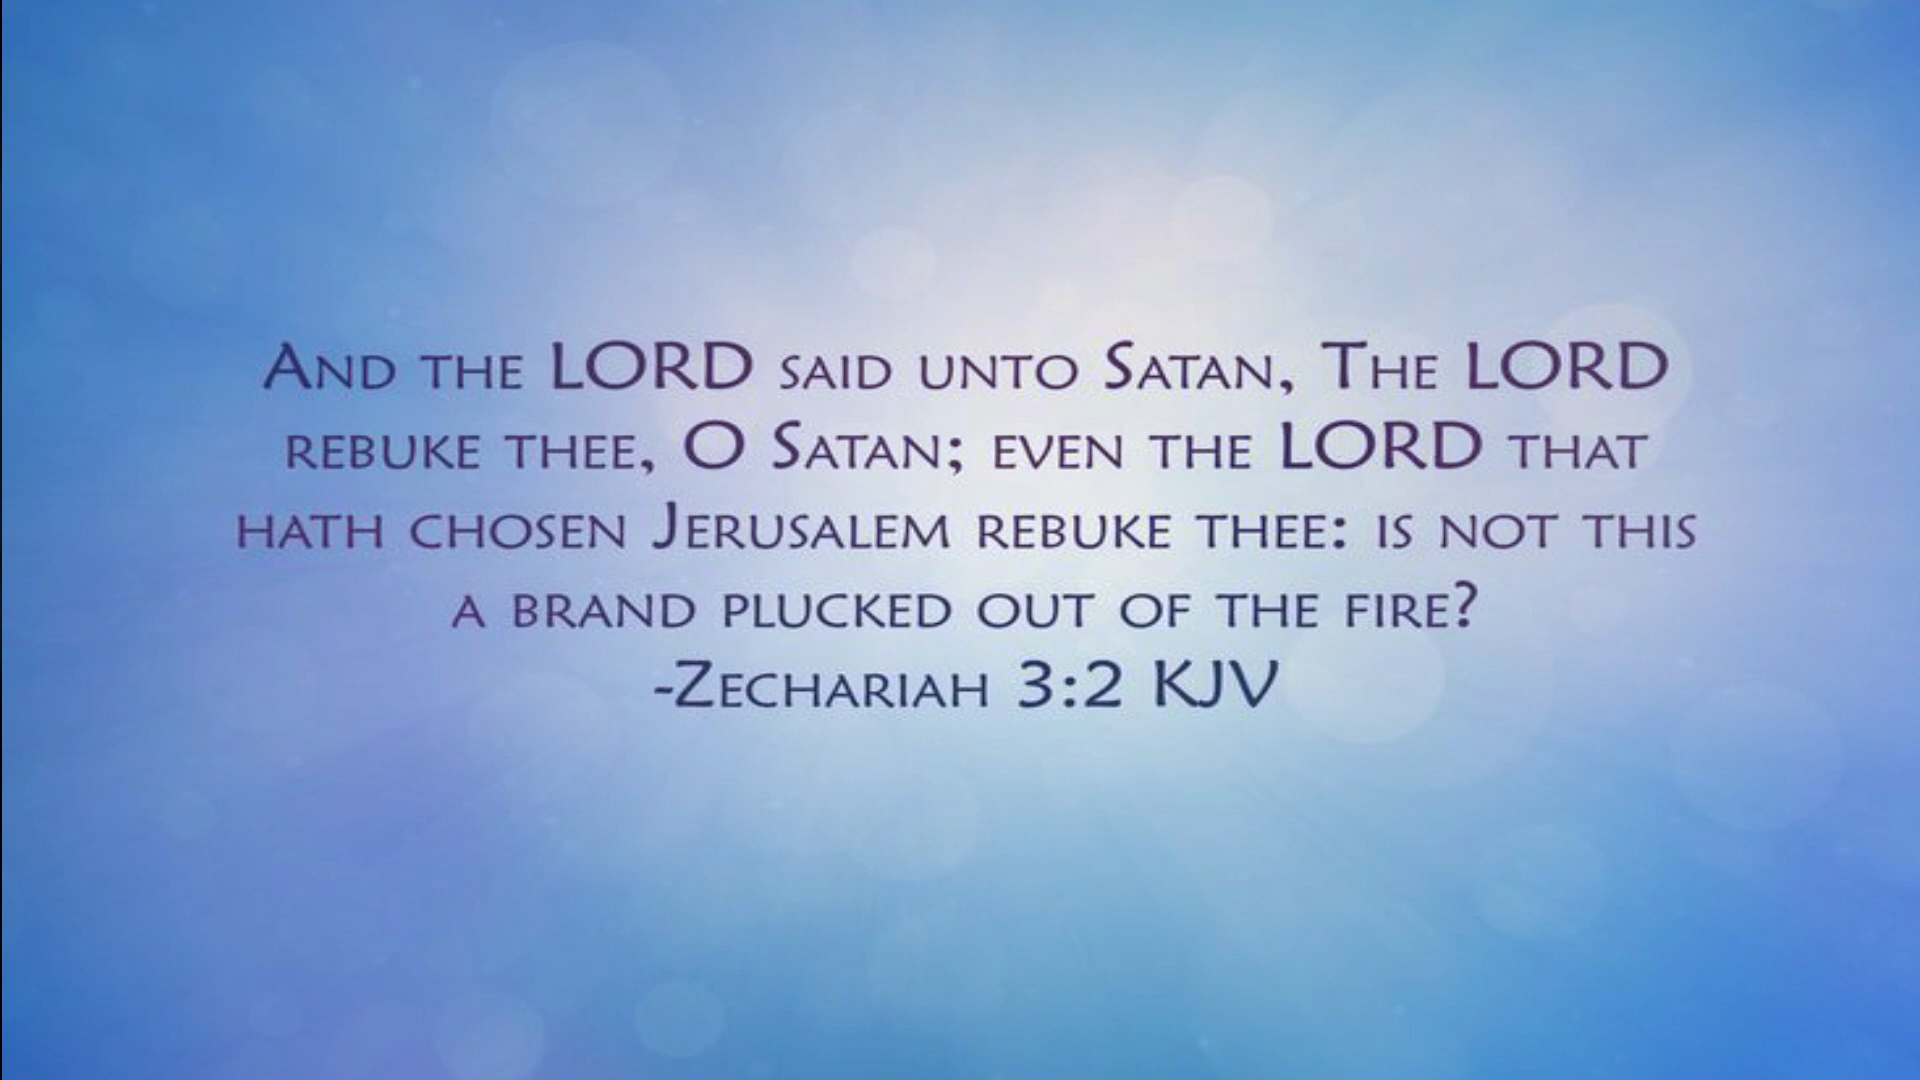 And the LORD said unto Satan, The LORD
rebuke thee, O Satan; even the LORD that
hath chosen Jerusalem rebuke thee: is not this
a brand plucked out of the fire?
-Zechariah 3:2 KJV